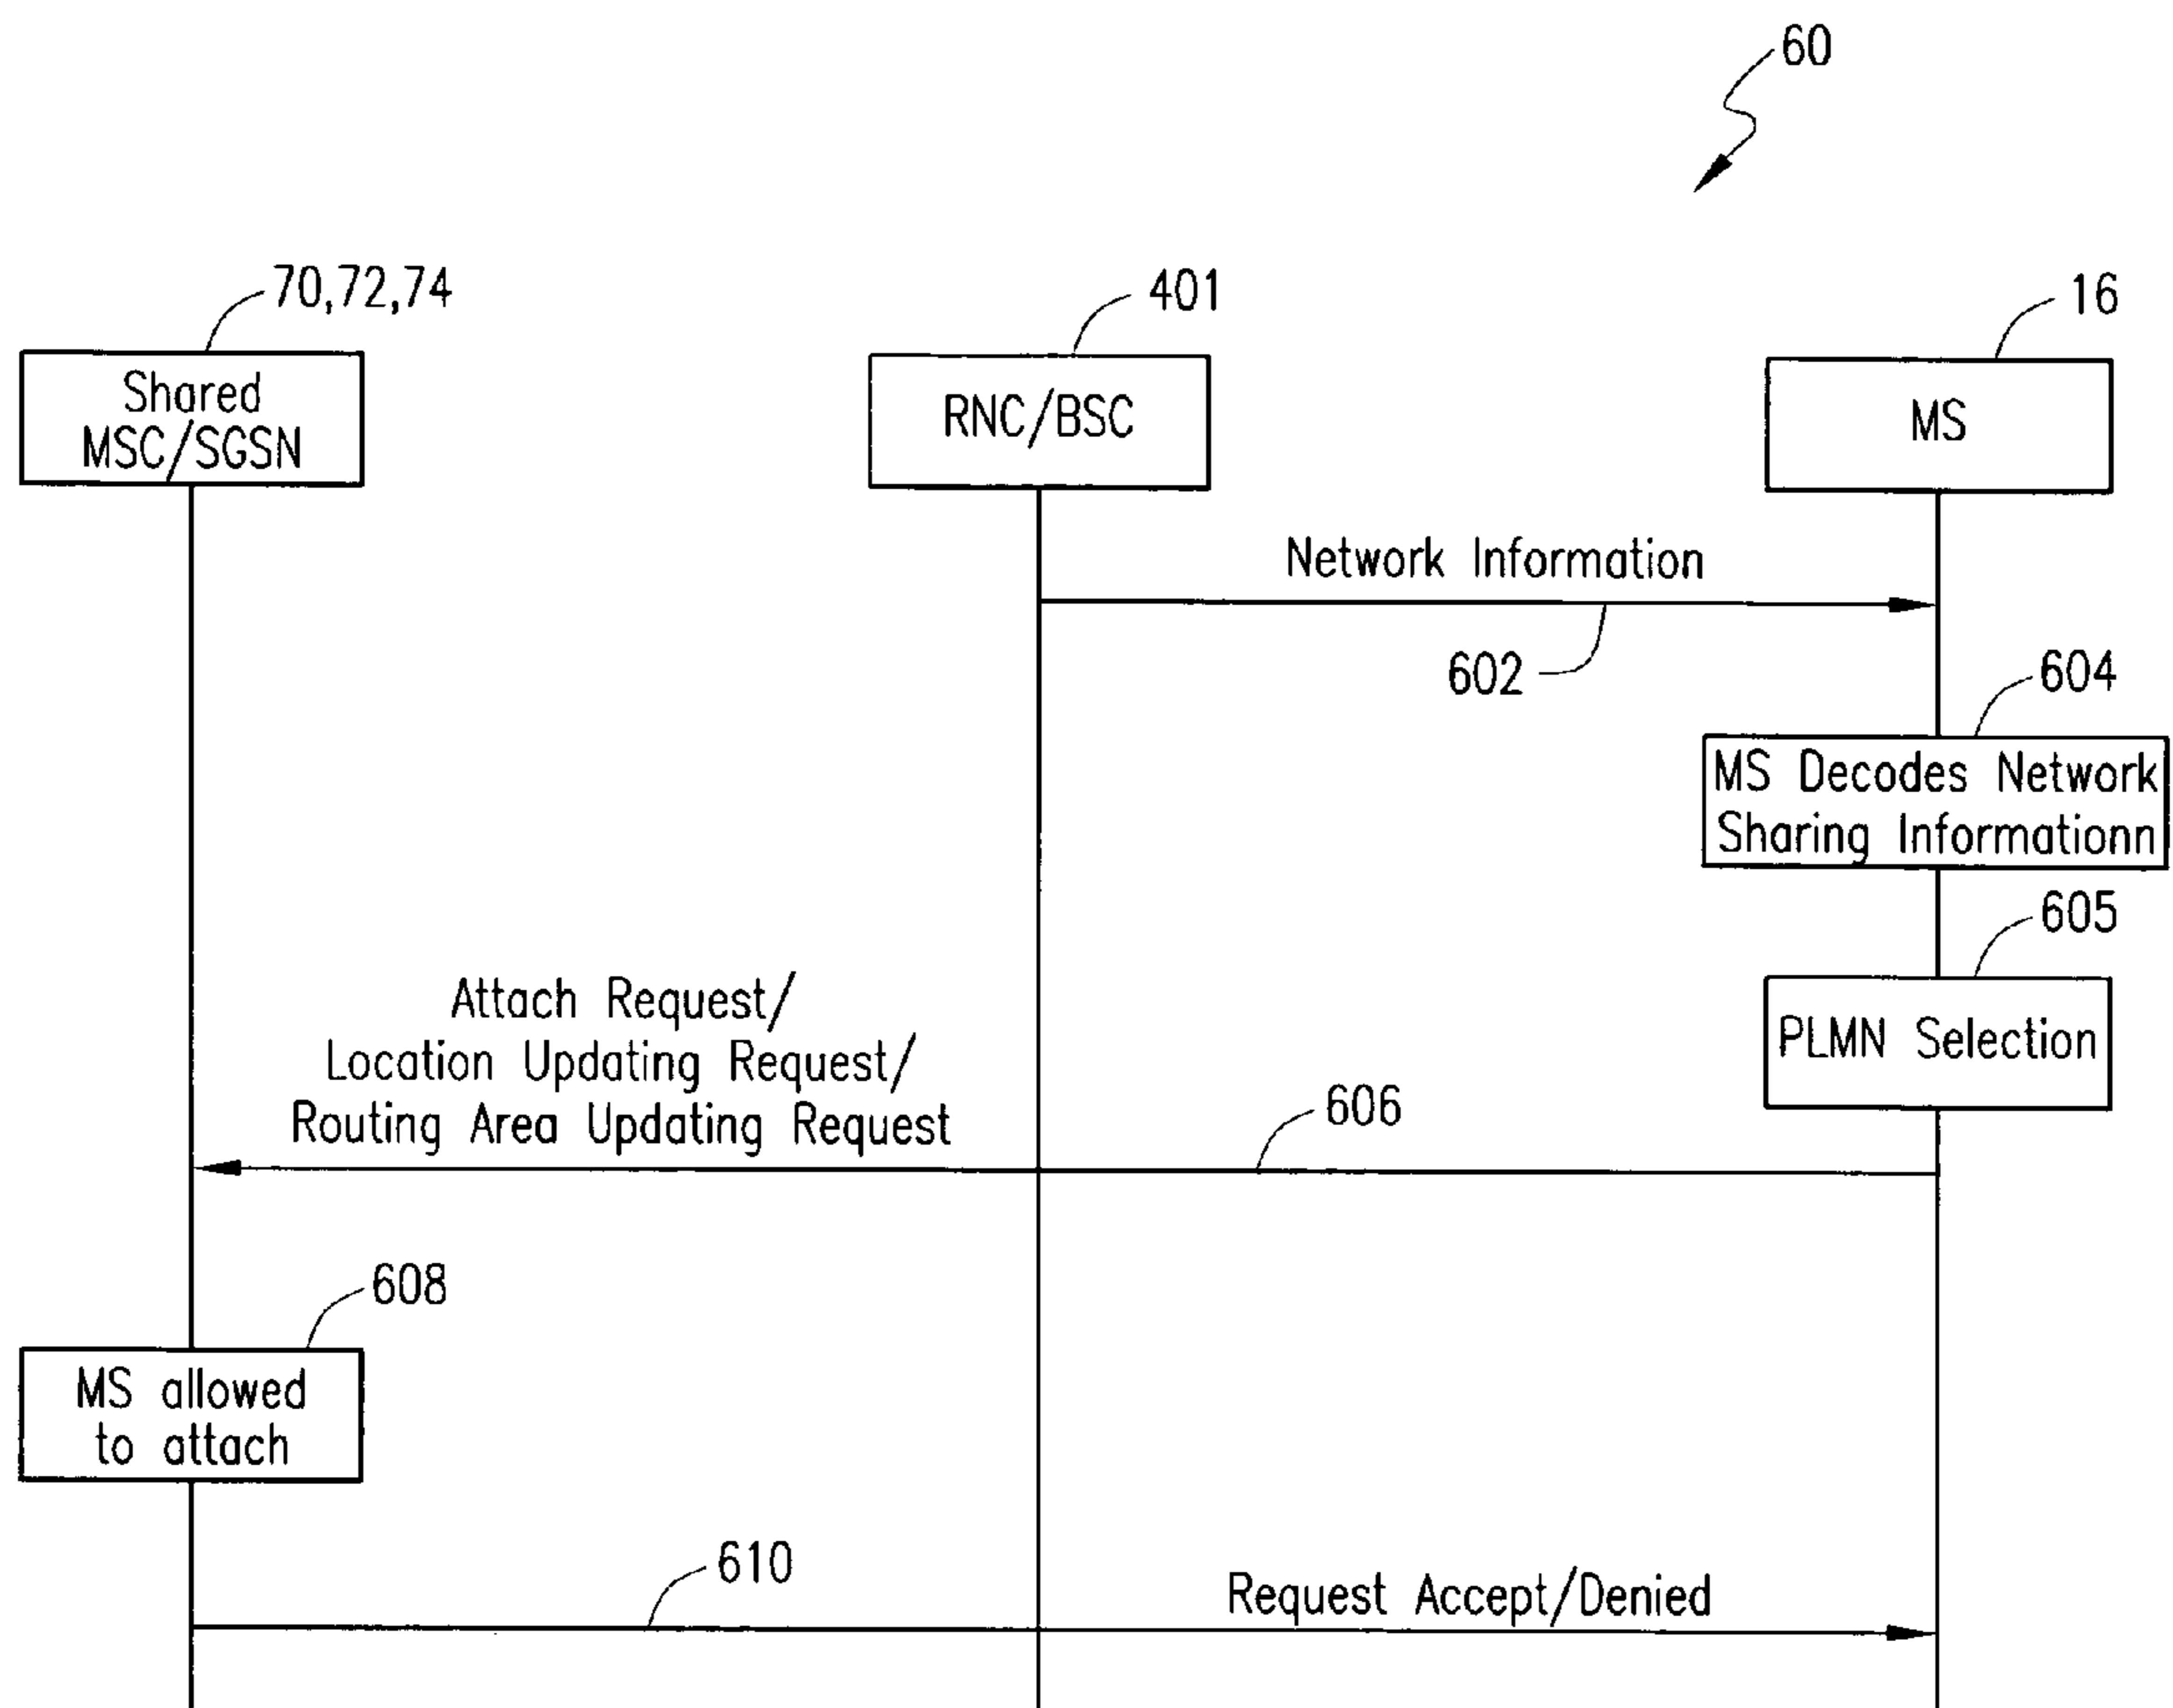 60
70,72,74
401
16
Shared
MSC/SGSN
RNC/BSC
MS
Network Information
602
604
MS Decodes Network
Sharing Informationn
605
PLMN Selection
Attach Request/
Location Updating Request/
Routing Area Updating Request
606
608
MS allowed
to attach
610
Request Accept/Denied